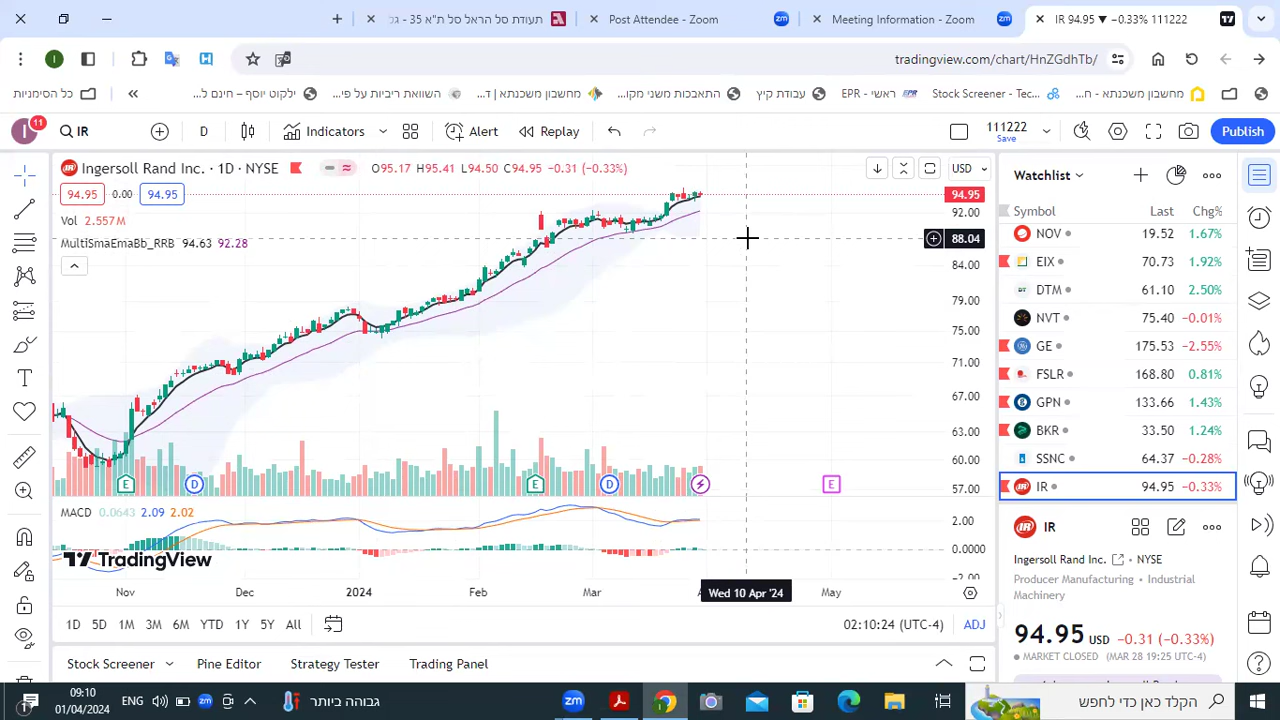 תעודת סל הראל סל ת"א 35 - גל
Post Attendee - Zoom
Meeting Information - Zoom
IR 94.95 ▼ −0.33% 111222
tradingview.com/chart/HnZGdhTb/
כל הסימניות
ילקוט יוסף – חינם ל...
השוואת ריביות על פי...
מחשבון משכנתא | ד...
התאבכות משני מקו...
עבודת קיץ
EPR - ראשי
Stock Screener - Tec...
מחשבון משכנתא - ח...
11
IR
D
Indicators
Alert
Replay
111222
Save
Publish
Ingersoll Rand Inc. · 1D · NYSE
O95.17 H95.41 L94.50 C94.95 −0.31 (−0.33%)
USD
94.95 0.00 94.95
Vol 2.557 M
MultiSmaEmaBb_RRB 94.63 92.28
94.95
92.00
88.04
84.00
79.00
75.00
71.00
67.00
63.00
60.00
57.00
E
D
E
D
E
MACD 0.0643 2.09 2.02
2.00
0.0000
−2.00
TradingView
Nov
Dec
2024
Feb
Mar
Wed 10 Apr '24
May
1D 5D 1M 3M 6M YTD 1Y 5Y
02:10:24 (UTC-4)
ADJ
Stock Screener
Pine Editor
Strategy Tester
Trading Panel
Watchlist
Symbol Last Chg%
NOV 19.52 1.67%
EIX 70.73 1.92%
DTM 61.10 2.50%
NVT 75.40 −0.01%
GE 175.53 −2.55%
FSLR 168.80 0.81%
GPN 133.66 1.43%
BKR 33.50 1.24%
SSNC 64.37 −0.28%
IR 94.95 −0.33%
IR
Ingersoll Rand Inc. • NYSE
Producer Manufacturing • Industrial
Machinery
94.95 USD −0.31 (−0.33%)
MARKET CLOSED (MAR 28 19:25 UTC-4)
09:10
01/04/2024
ENG
גבוהה ביותר
הקלד כאן כדי לחפש